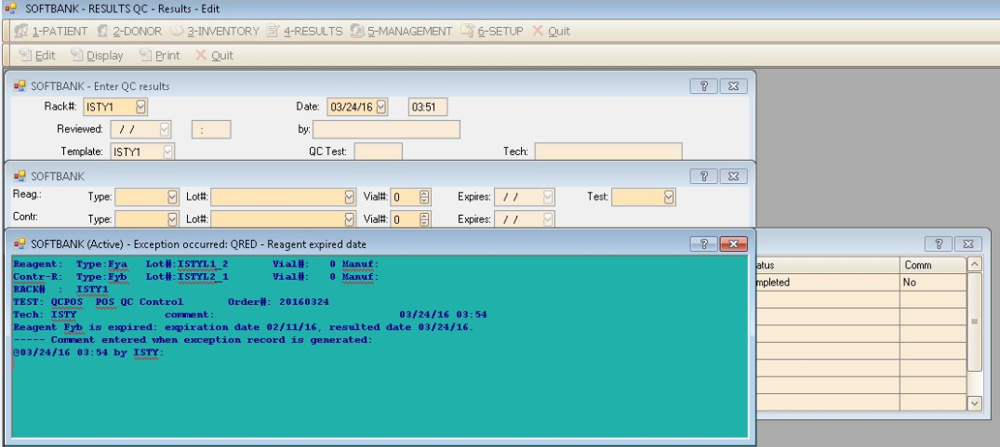 SOFTBANK - RESULTS QC - Results - Edit
1-PATIENT 2-DONOR 3-INVENTORY 4-RESULTS 5-MANAGEMENT 6-SETUP Quit
Edit Display Print Quit
SOFTBANK - Enter QC results
Rack#: ISTY1 Date: 03/24/16 03:51
Reviewed: / / : by:
Template: ISTY1 QC Test: Tech:
SOFTBANK
Reag.: Type: Lot#: Vial#: 0 Expires: / / Test:
Contr: Type: Lot#: Vial#: 0 Expires: / /
SOFTBANK (Active) - Exception occurred: QRED - Reagent expired date
Reagent: Type:Fya Lot#:ISTYL1_2 Vial#: 0 Manuf:
Contr-R: Type:Fyb Lot#:ISTYL2_1 Vial#: 0 Manuf:
RACK# : ISTY1
TEST: QCPOS POS QC Control Order#: 20160324
Tech: ISTY comment: 03/24/16 03:54
Reagent Fyb is expired: expiration date 02/11/16, resulted date 03/24/16.
----- Comment entered when exception record is generated:
@03/24/16 03:54 by ISTY:
atus Comm
mpleted No